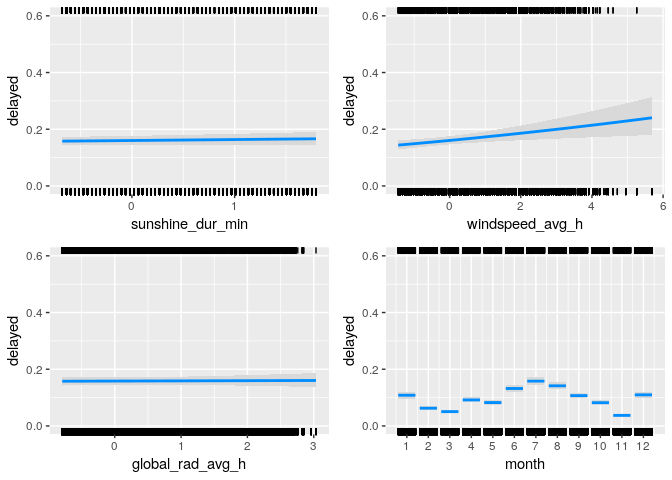 0.6
0.4
0.2
0.0
delayed
0 1
sunshine_dur_min
0.6
0.4
0.2
0.0
delayed
0 2 4 6
windspeed_avg_h
0.6
0.4
0.2
0.0
delayed
0 1 2 3
global_rad_avg_h
0.6
0.4
0.2
0.0
delayed
1 2 3 4 5 6 7 8 9 10 11 12
month